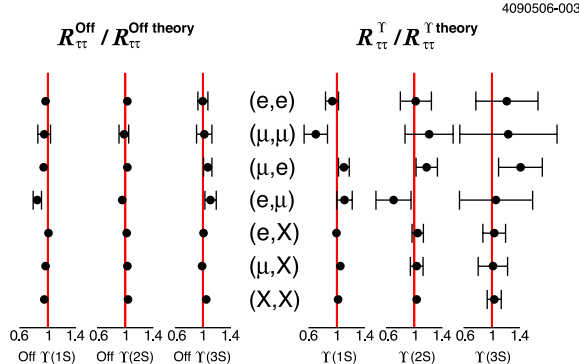 4090506-003
R_ττ^Off / R_ττ^Off theory R_ττ^ϒ / R_ττ^ϒ theory
(e,e)
(μ,μ)
(μ,e)
(e,μ)
(e,X)
(μ,X)
(X,X)
0.6 1 1.4 0.6 1 1.4 0.6 1 1.4 0.6 1 1.4 0.6 1 1.4 0.6 1 1.4
Off ϒ(1S) Off ϒ(2S) Off ϒ(3S) ϒ(1S) ϒ(2S) ϒ(3S)